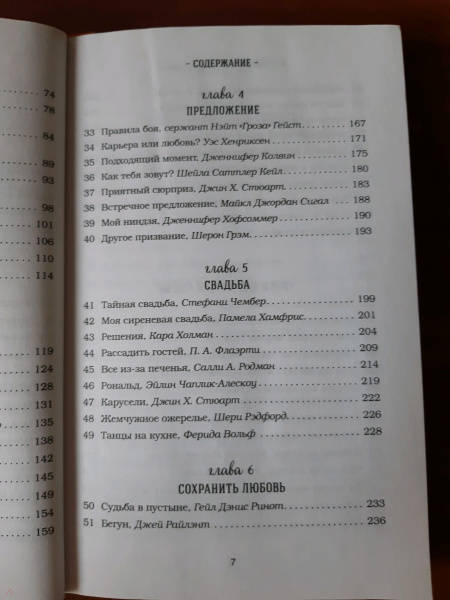 74
78
84
89
93
98
101
106
110
114
119
124
128
131
135
138
142
145
149
154
159
- СОДЕРЖАНИЕ -
глава 4
ПРЕДЛОЖЕНИЕ
33 Правила боя, сержант Нэйт «Гроза» Гейст. 167
34 Карьера или любовь? Уэс Хенриксен 171
35 Подходящий момент, Дженнифер Колвин 175
36 Как тебя зовут? Шейла Саттлер Кейл 180
37 Приятный сюрприз, Джин Х. Стюарт 183
38 Встречное предложение, Майкл Джордан Сигал 188
39 Мой ниндзя, Дженнифер Хофсоммер 190
40 Другое призвание, Шерон Грэм. 193
глава 5
СВАДЬБА
41 Тайная свадьба, Стефани Чембер 199
42 Моя сиреневая свадьба, Памела Хамфрис 201
43 Решения, Кара Холман 204
44 Рассадить гостей, П. А. Флаэрти 209
45 Все из-за печенья, Салли А. Родман 214
46 Рональд, Эйлин Чаплик-Алескоу 219
47 Карусели, Джин Х. Стюарт 222
48 Жемчужное ожерелье, Шери Рэдфорд. 226
49 Танцы на кухне, Ферида Вольф 228
глава 6
СОХРАНИТЬ ЛЮБОВЬ
50 Судьба в пустыне, Гейл Дэнис Ринот. 233
51 Бегун, Джей Райлэнт 236
7